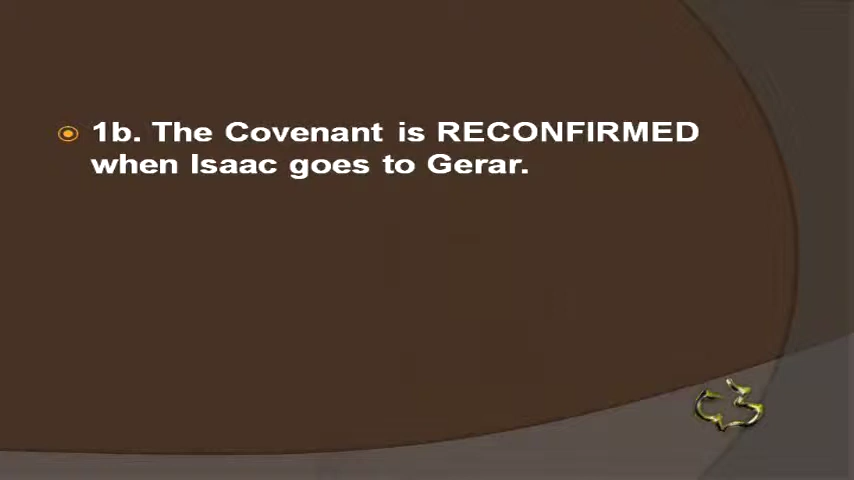 1b. The Covenant is RECONFIRMED
when Isaac goes to Gerar.